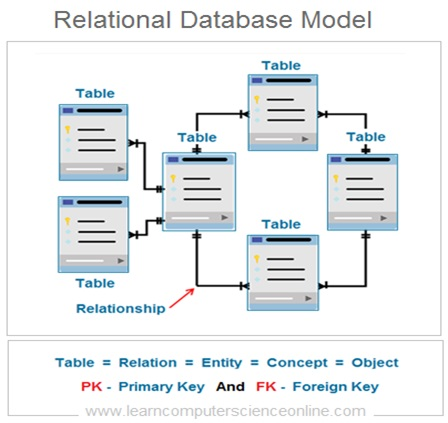 Relational Database Model
Table
Table
Table
Table
Table
Table
Relationship
Table = Relation = Entity = Concept = Object
PK - Primary Key And FK - Foreign Key
www.learncomputerscienceonline.com